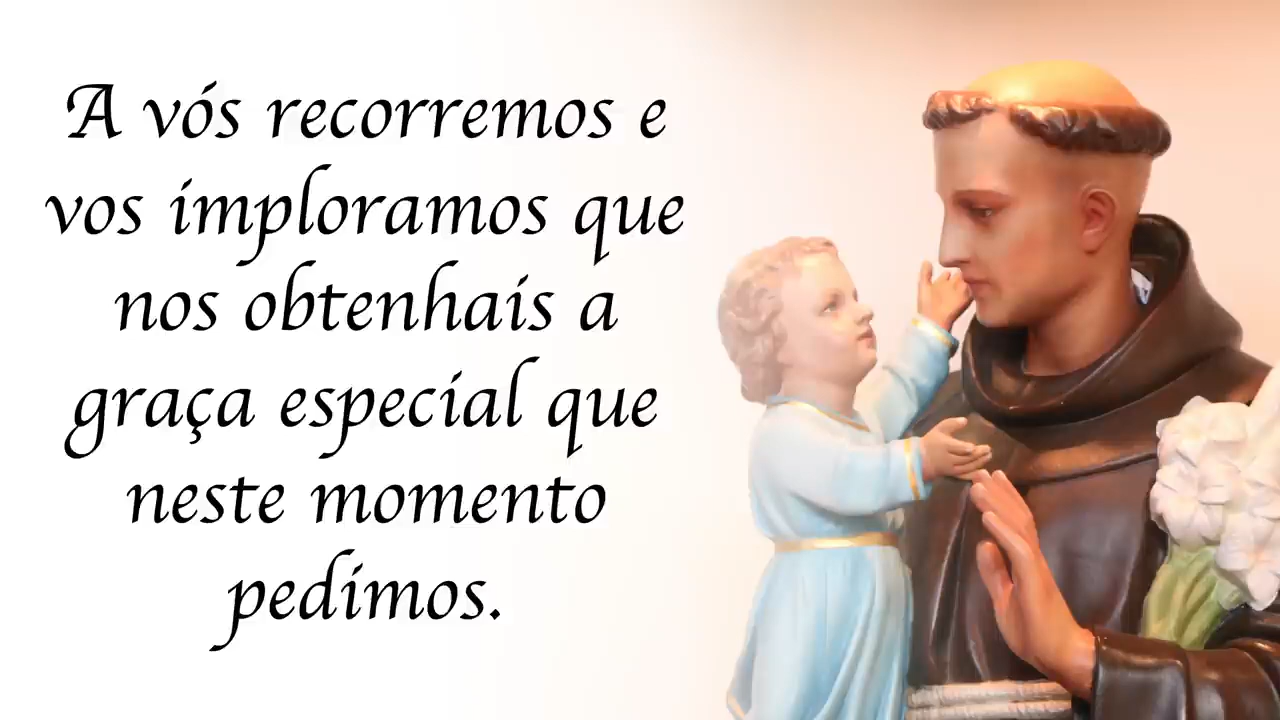 A vós recorremos e
vos imploramos que
nos obtenhais a
graça especial que
neste momento
pedimos.